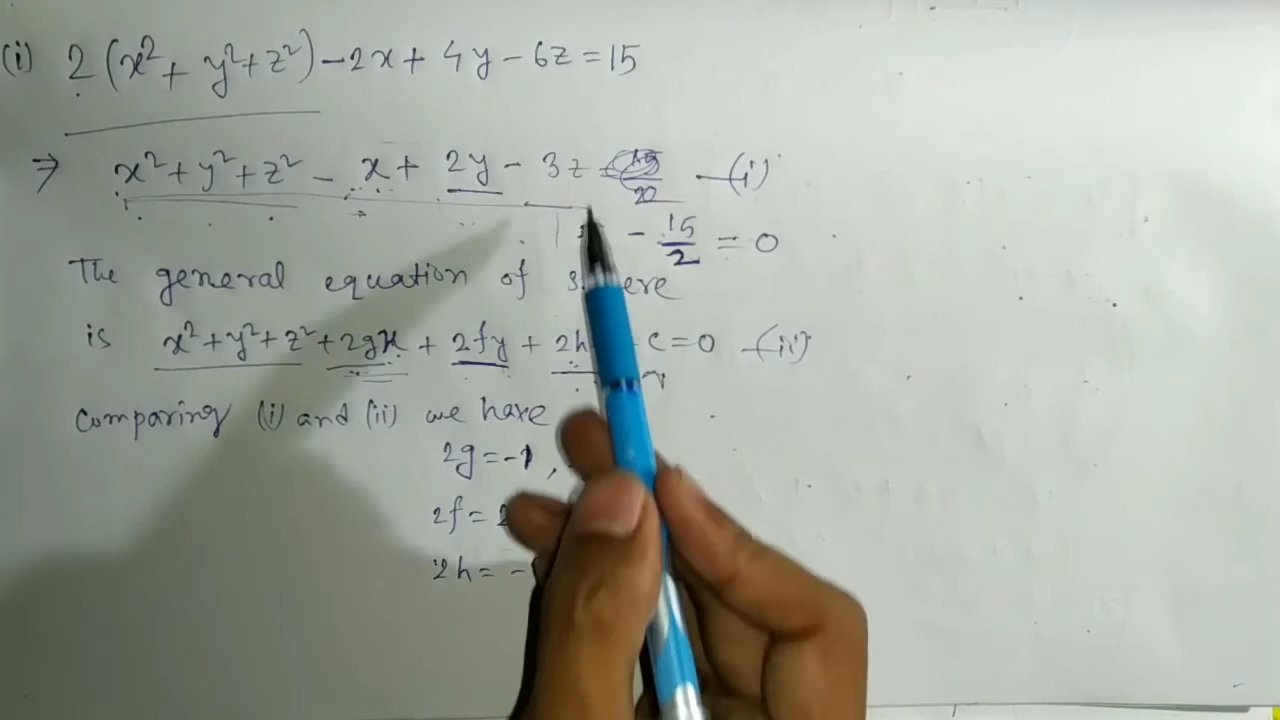 (i) 2(x²+ y²+z²)-2x+ 4y-6z=15
⇒ x²+y²+z² - x+ 2y- 3z —(i)
- 15/2 = 0
The general equation of
is x²+y²+z²+2gx + 2fy + 2h c=0 —(ii)
Comparing (i) and (ii) we have
2g=-1,
2f=
2h= -